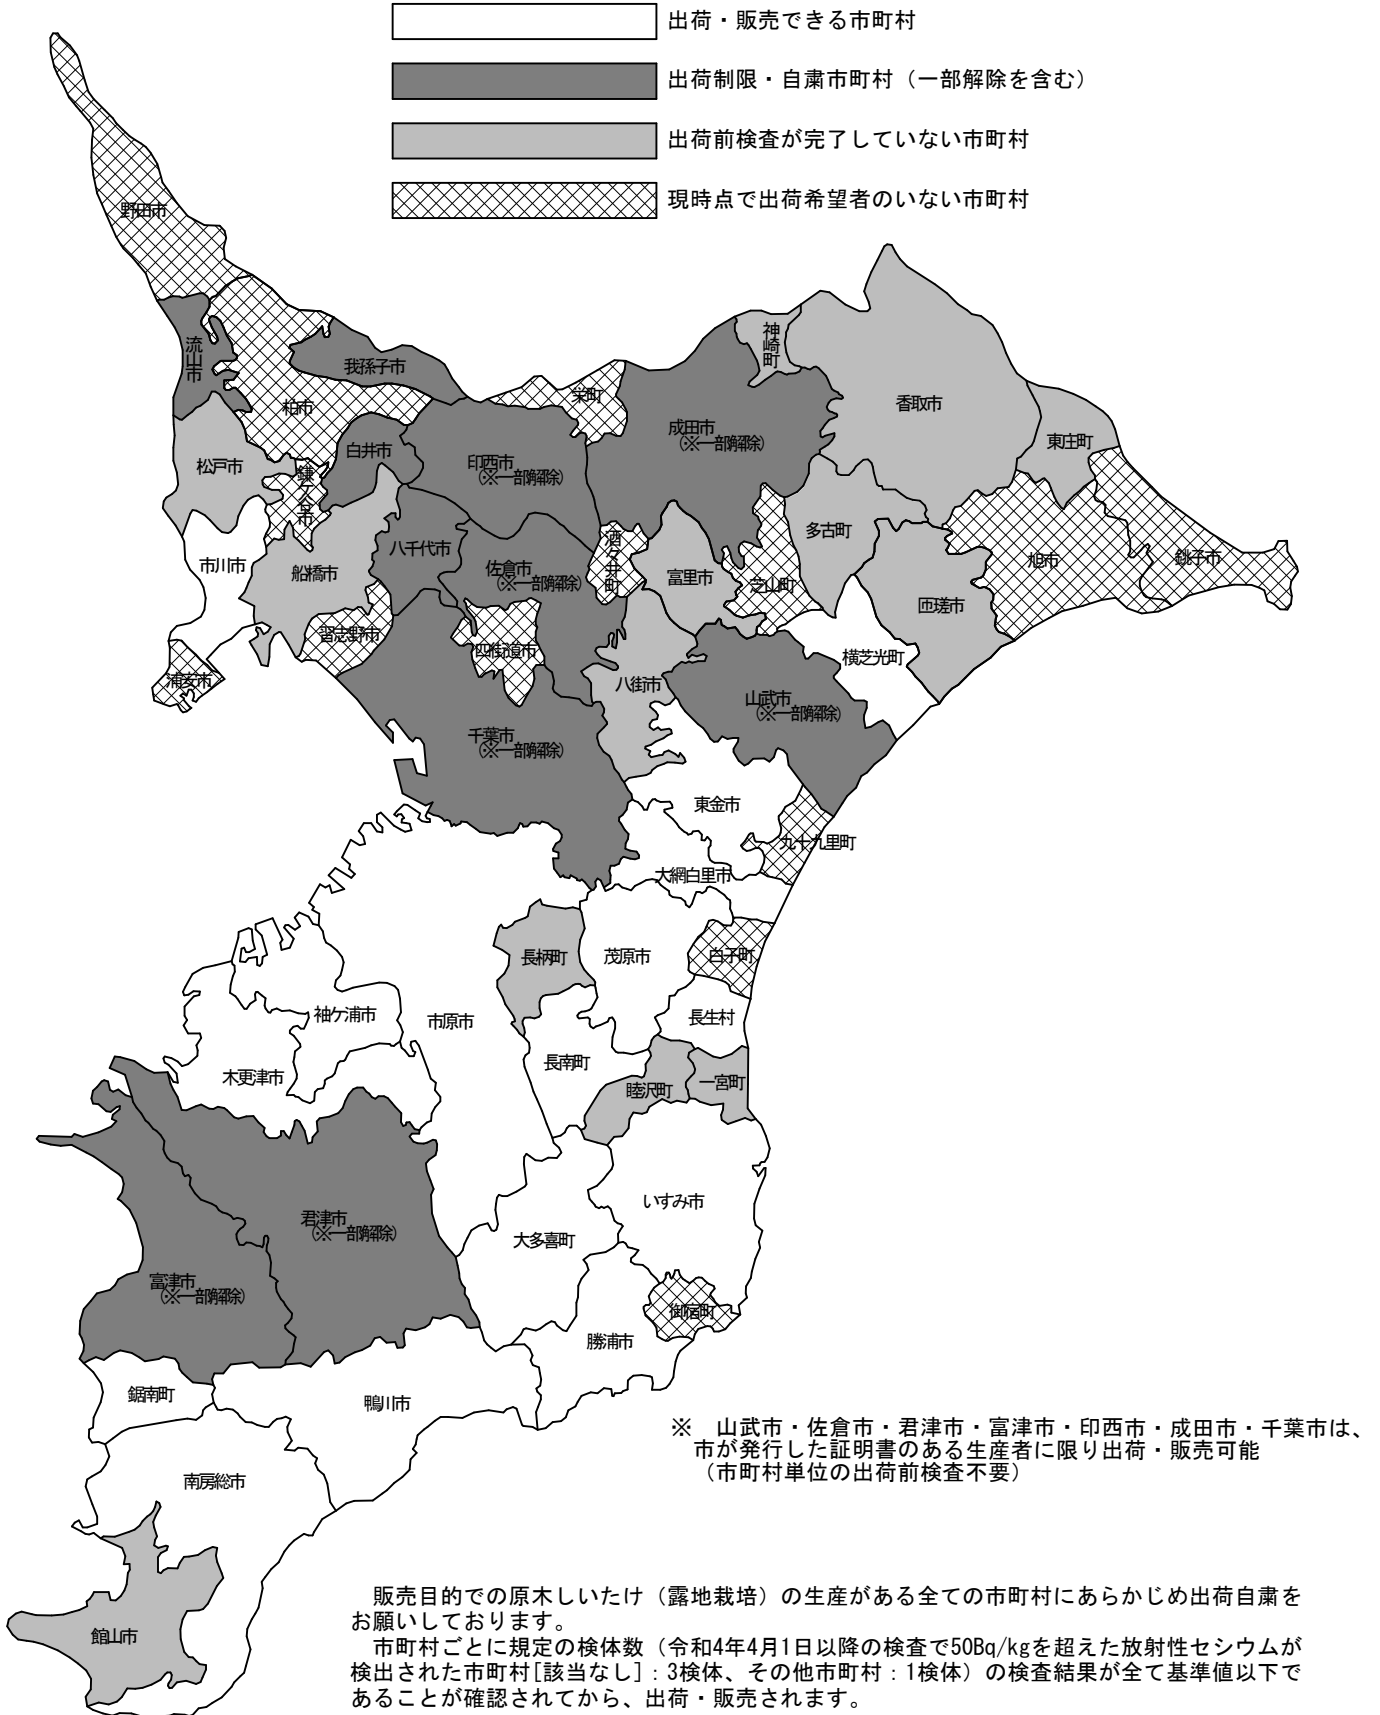 出荷・販売できる市町村
出荷制限・自粛市町村（一部解除を含む）
出荷前検査が完了していない市町村
現時点で出荷希望者のいない市町村
野田市
流山市
我孫子市
柏市
栄町
神崎町
香取市
成田市
（※一部解除）
東庄町
松戸市
鎌ケ谷市
白井市
印西市
（※一部解除）
多古町
市川市
船橋市
八千代市
佐倉市
（※一部解除）
酒々井町
富里市
芝山町
旭市
銚子市
匝瑳市
習志野市
四街道市
横芝光町
浦安市
八街市
山武市
（※一部解除）
千葉市
（※一部解除）
東金市
九十九里町
大網白里市
長柄町
茂原市
白子町
袖ケ浦市
市原市
長生村
木更津市
長南町
睦沢町
一宮町
いすみ市
君津市
（※一部解除）
大多喜町
富津市
（※一部解除）
御宿町
勝浦市
鋸南町
鴨川市
※　山武市・佐倉市・君津市・富津市・印西市・成田市・千葉市は、
市が発行した証明書のある生産者に限り出荷・販売可能
（市町村単位の出荷前検査不要）
南房総市
館山市
販売目的での原木しいたけ（露地栽培）の生産がある全ての市町村にあらかじめ出荷自粛を
お願いしております。
市町村ごとに規定の検体数（令和4年4月1日以降の検査で50Bq/kgを超えた放射性セシウムが
検出された市町村[該当なし]：3検体、その他市町村：1検体）の検査結果が全て基準値以下で
あることが確認されてから、出荷・販売されます。